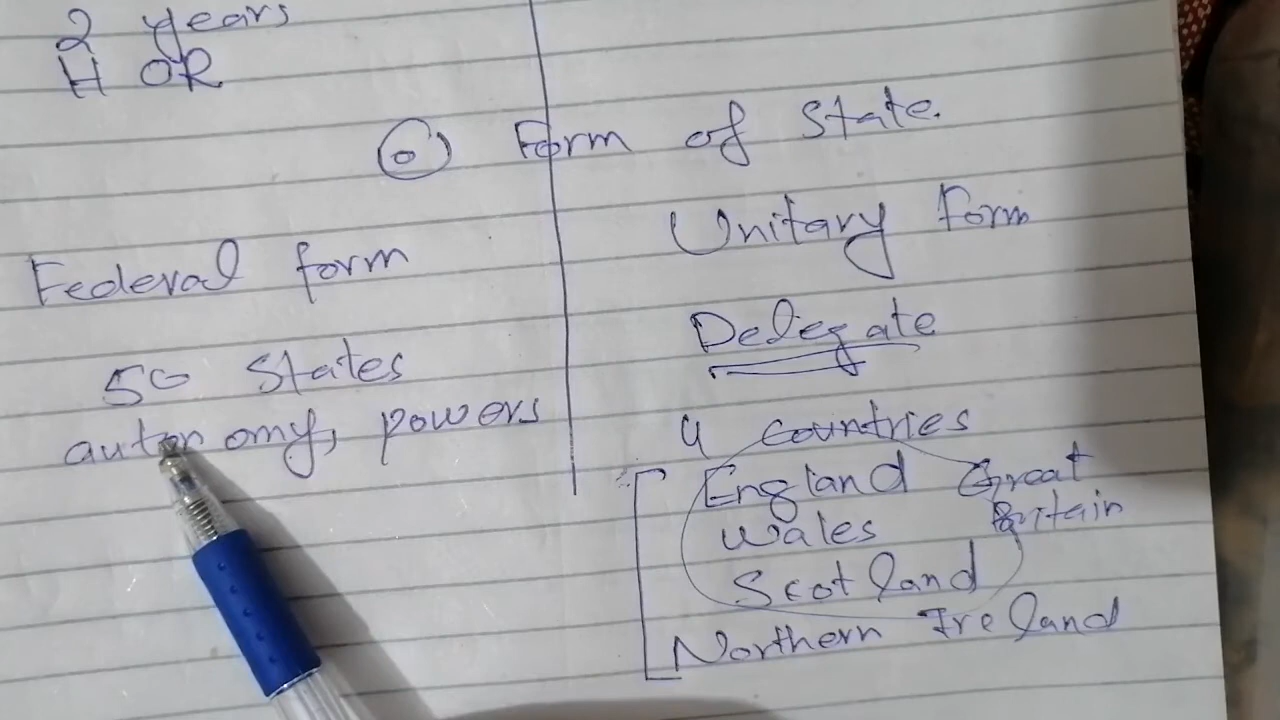 2 years
H OR
6) Form of State.
Federal form
50 States
autonomy, powers
Unitary Form
Delegate
4 countries
England Great
Britain
Wales
Scotland
Northern Ireland